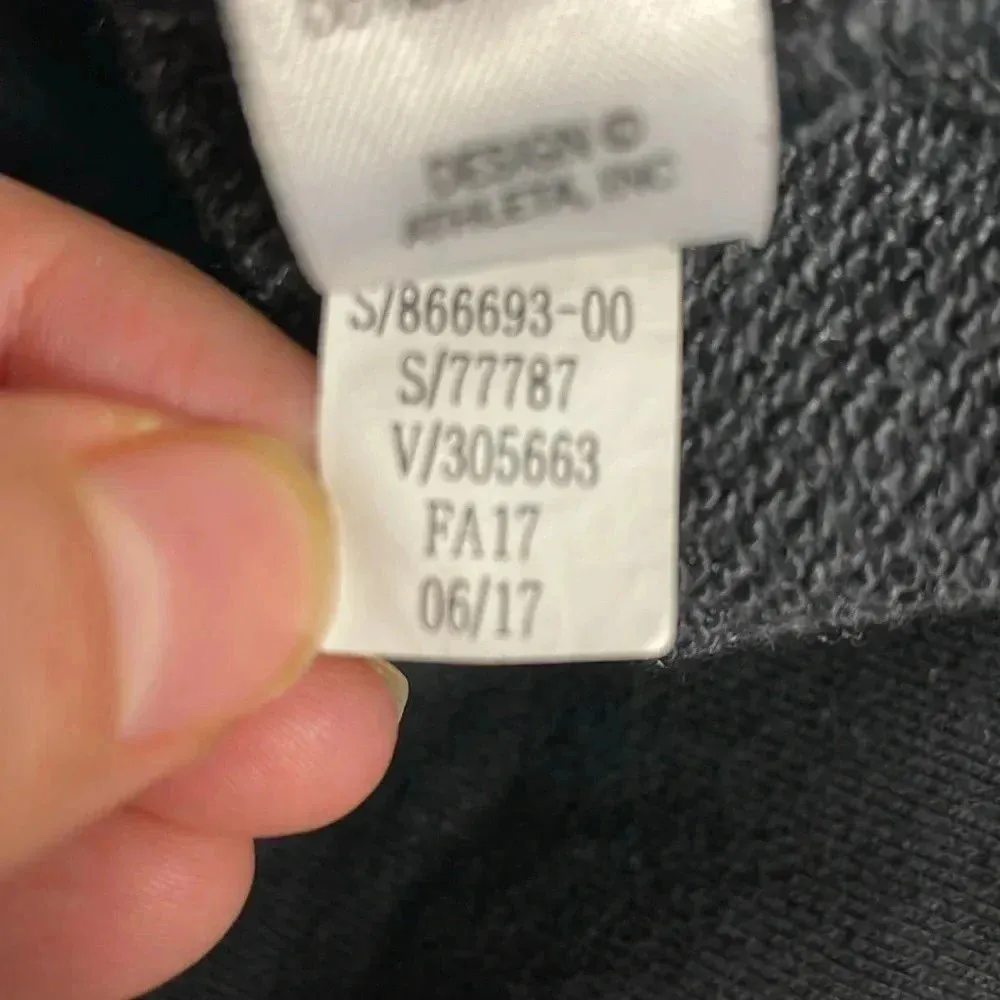 DESIGN ©
ATHLETA, INC
S/866693-00
S/77787
V/305663
FA17
06/17